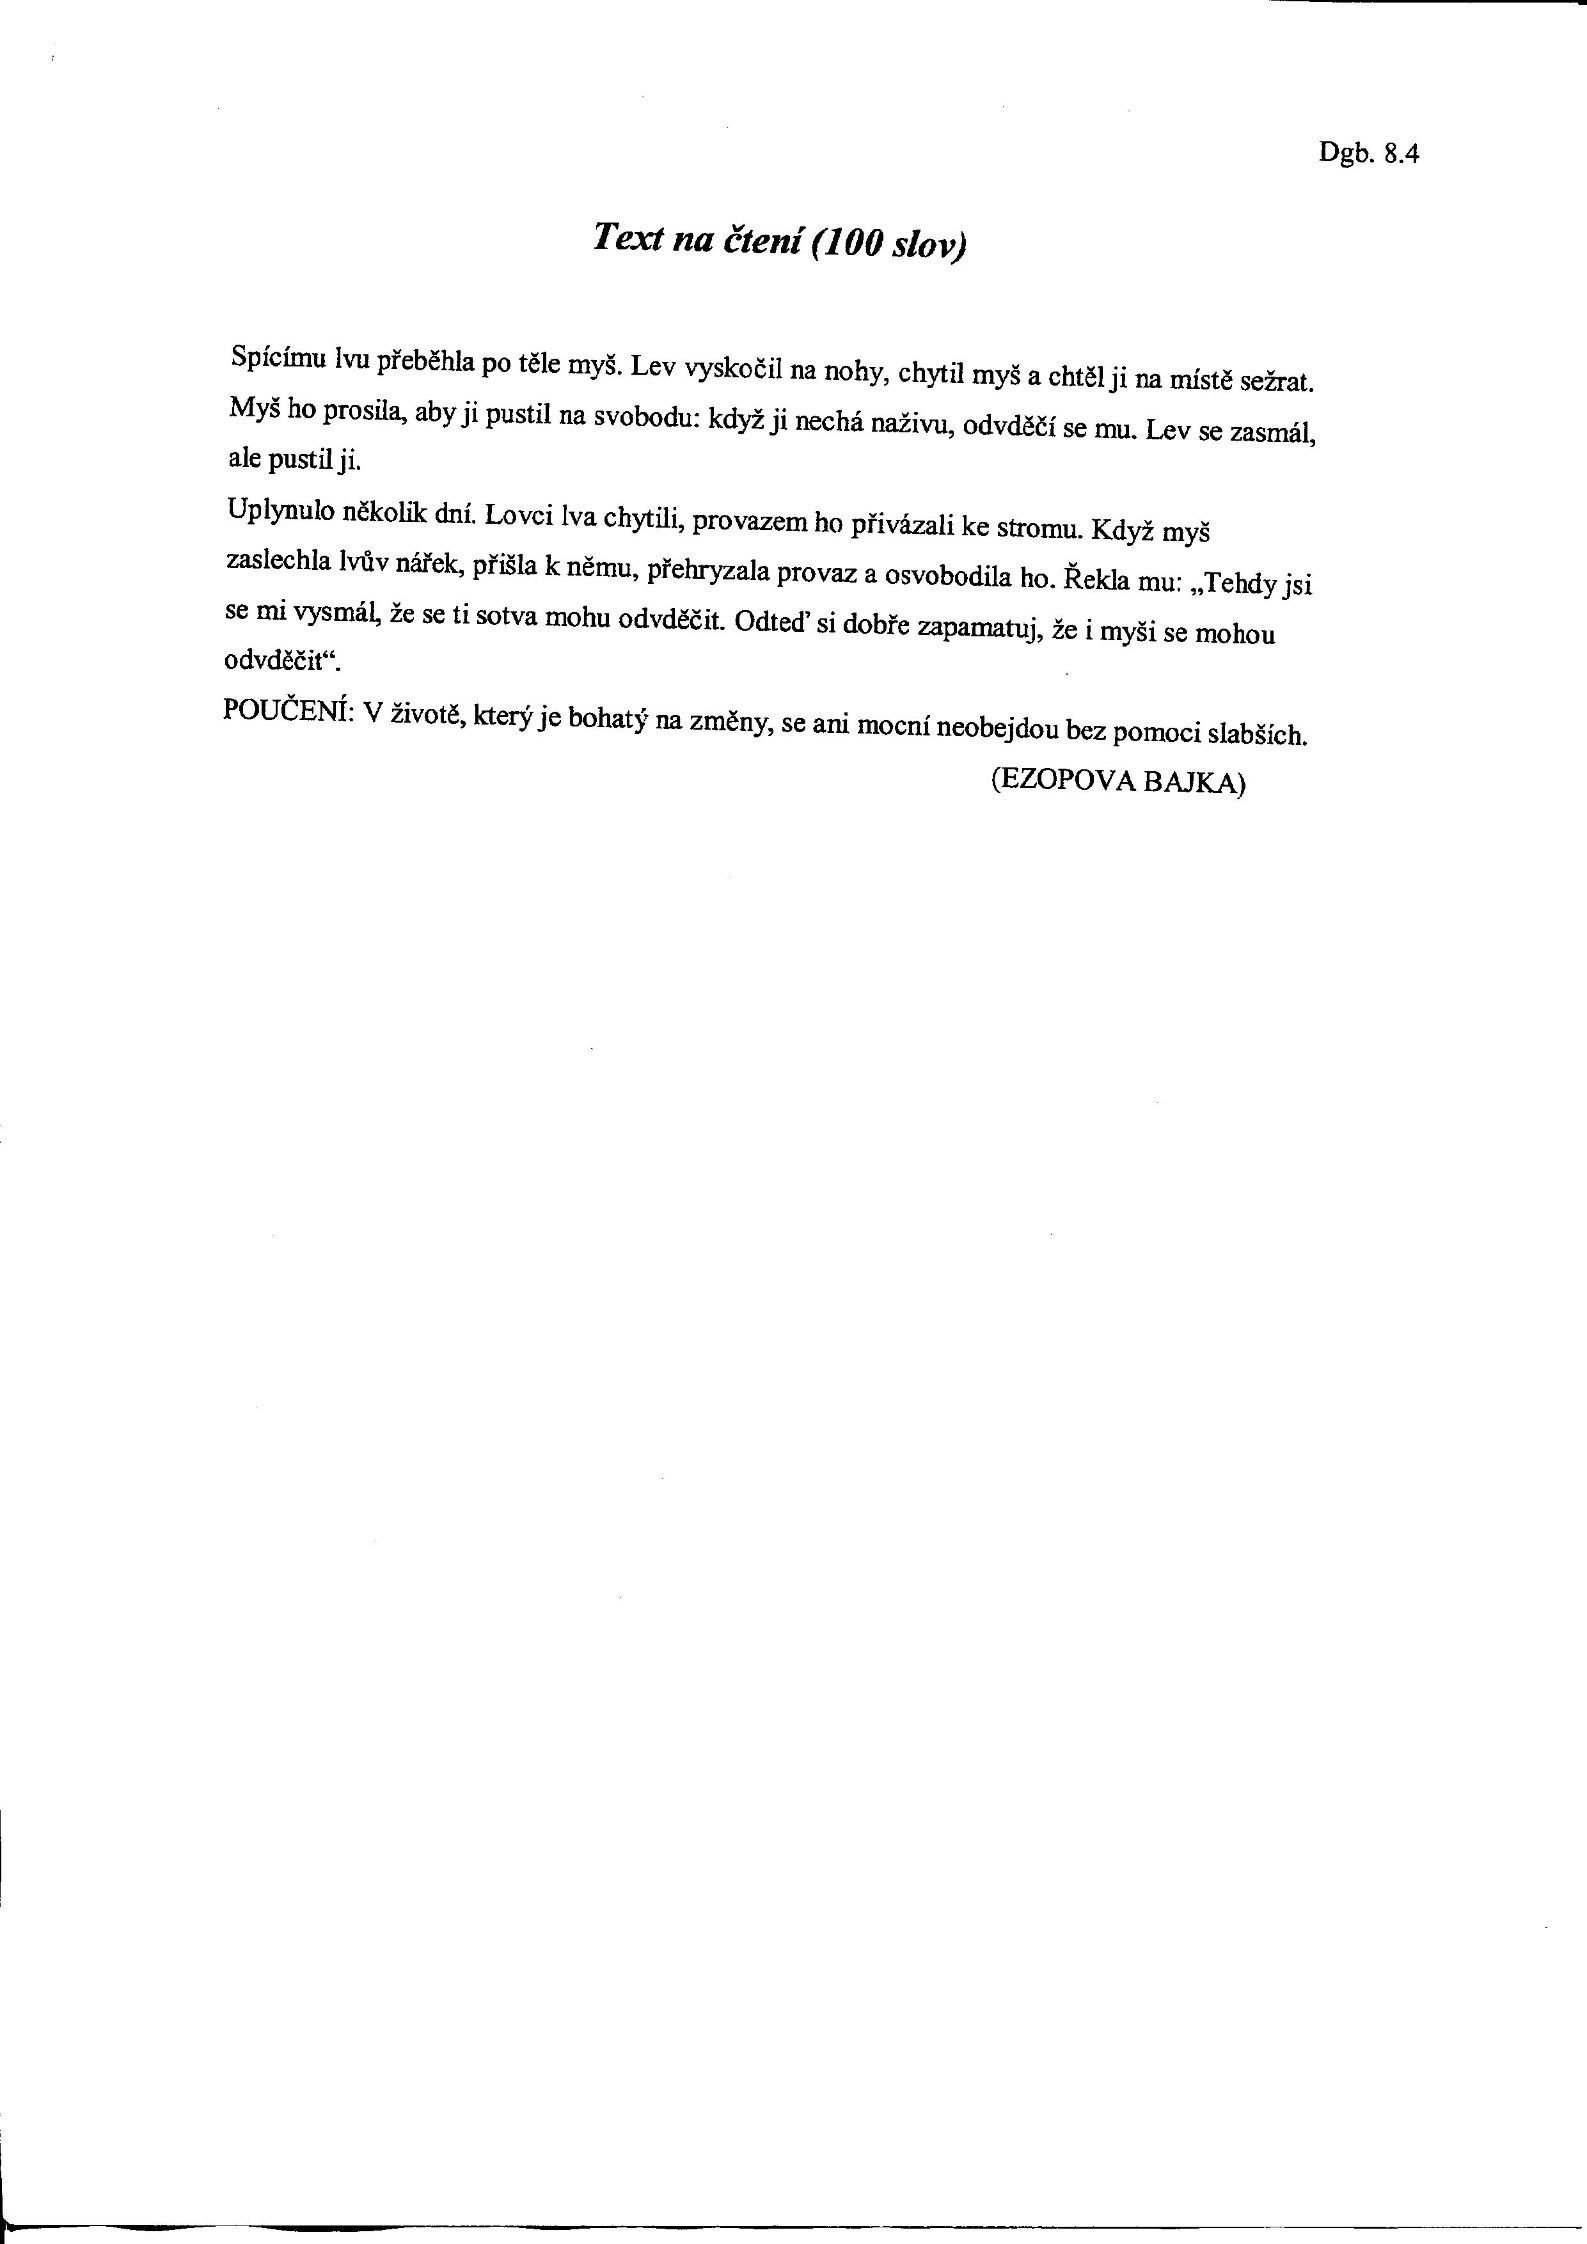 Dgb. 8.4
Text na čtení (100 slov)
Spícímu lvu přeběhla po těle myš. Lev vyskočil na nohy, chytil myš a chtěl ji na místě sežrat.
Myš ho prosila, aby ji pustil na svobodu: když ji nechá naživu, odvděčí se mu. Lev se zasmál,
ale pustil ji.
Uplynulo několik dní. Lovci lva chytili, provazem ho přivázali ke stromu. Když myš
zaslechla lvův nářek, přišla k němu, přehryzala provaz a osvobodila ho. Řekla mu: „Tehdy jsi
se mi vysmál, že se ti sotva mohu odvděčit. Odteď si dobře zapamatuj, že i myši se mohou
odvděčit“.
POUČENÍ: V životě, který je bohatý na změny, se ani mocní neobejdou bez pomoci slabších.
(EZOPOVA BAJKA)